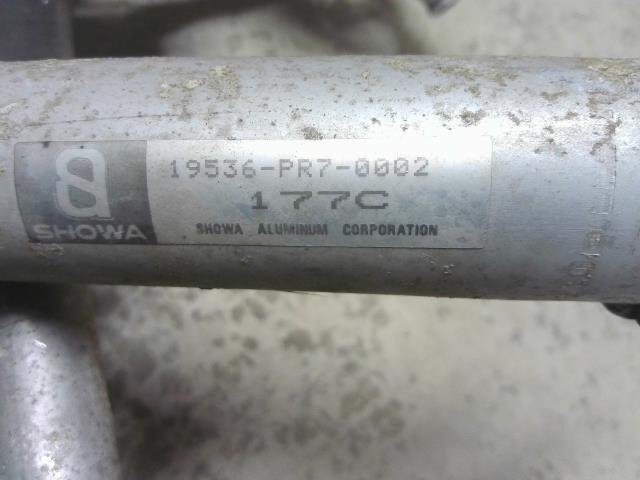 19536-PR7-0002
177C
SHOWA
SHOWA ALUMINUM CORPORATION